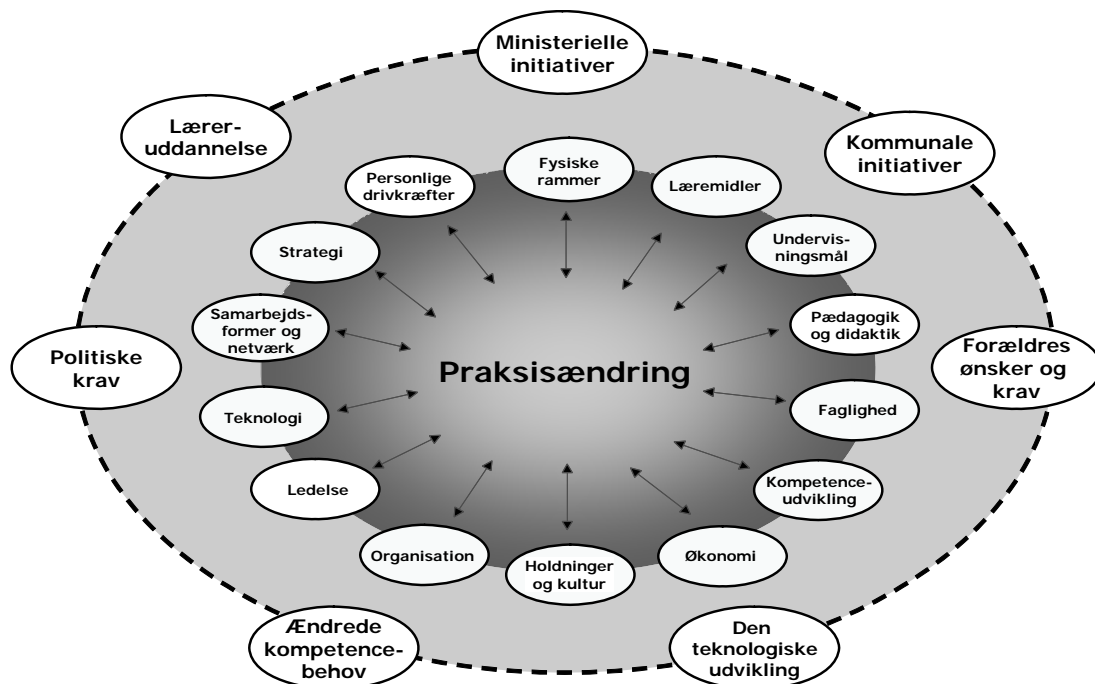 Ministerielle
initiativer
Lærer-
uddannelse
Kommunale
initiativer
Fysiske
rammer
Personlige
drivkræfter
Læremidler
Strategi
Undervis-
ningsmål
Samarbejds-
former og
netværk
Pædagogik
og didaktik
Politiske
krav
Praksisændring
Forældres
ønsker og
krav
Teknologi
Faglighed
Ledelse
Kompetence-
udvikling
Organisation
Holdninger
og kultur
Økonomi
Ændrede
kompetence-
behov
Den
teknologiske
udvikling